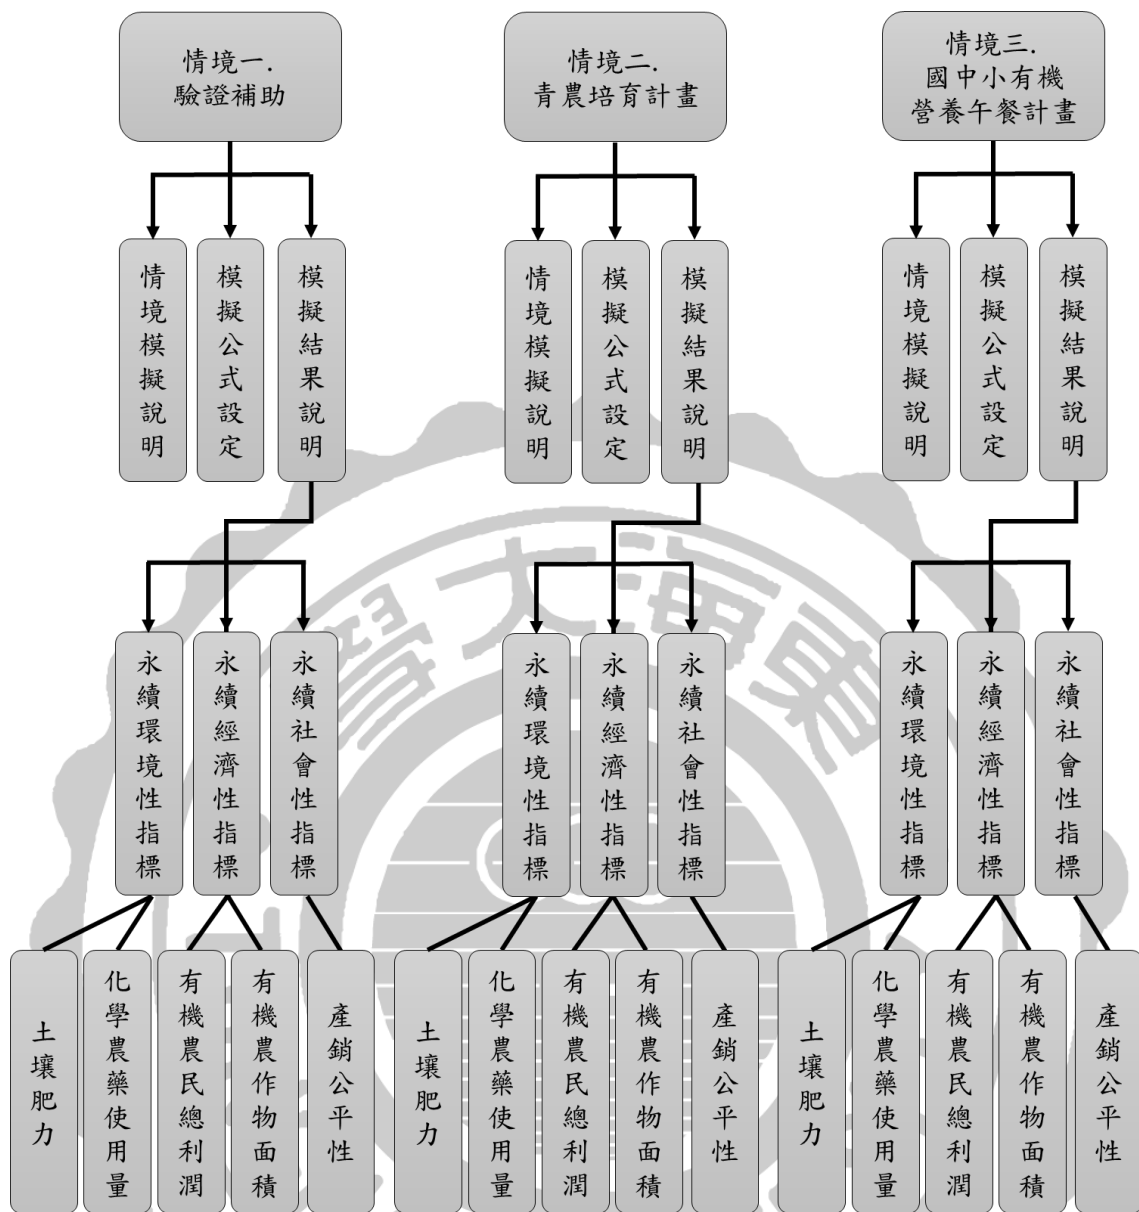 情境一.
驗證補助
情境二.
青農培育計畫
情境三.
國中小有機
營養午餐計畫
情境模擬說明
模擬公式設定
模擬結果說明
情境模擬說明
模擬公式設定
模擬結果說明
情境模擬說明
模擬公式設定
模擬結果說明
學大海東
永續環境性指標
永續經濟性指標
永續社會性指標
永續環境性指標
永續經濟性指標
永續社會性指標
永續環境性指標
永續經濟性指標
永續社會性指標
土壤肥力
化學農藥使用量
有機農民總利潤
有機農作物面積
產銷公平性
土壤肥力
化學農藥使用量
有機農民總利潤
有機農作物面積
產銷公平性
土壤肥力
化學農藥使用量
有機農民總利潤
有機農作物面積
產銷公平性